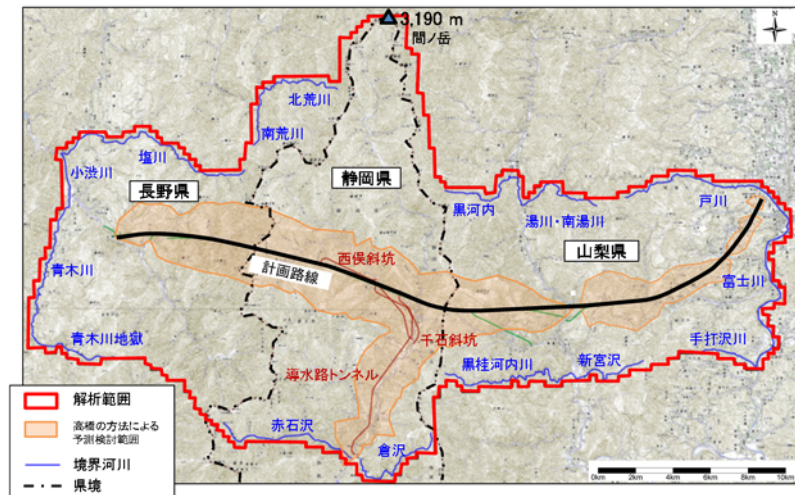 3,190 m
間ノ岳
北荒川
南荒川
塩川
小渋川
長野県
静岡県
黒河内
湯川・南湯川
戸川
山梨県
青木川
西俣斜坑
計画路線
富士川
千石斜坑
青木川地獄
導水路トンネル
黒桂河内川
新宮沢
手打沢川
赤石沢
倉沢
解析範囲
高橋の方法による
予測検討範囲
境界河川
県境
0km 2km 4km 6km 8km 10km